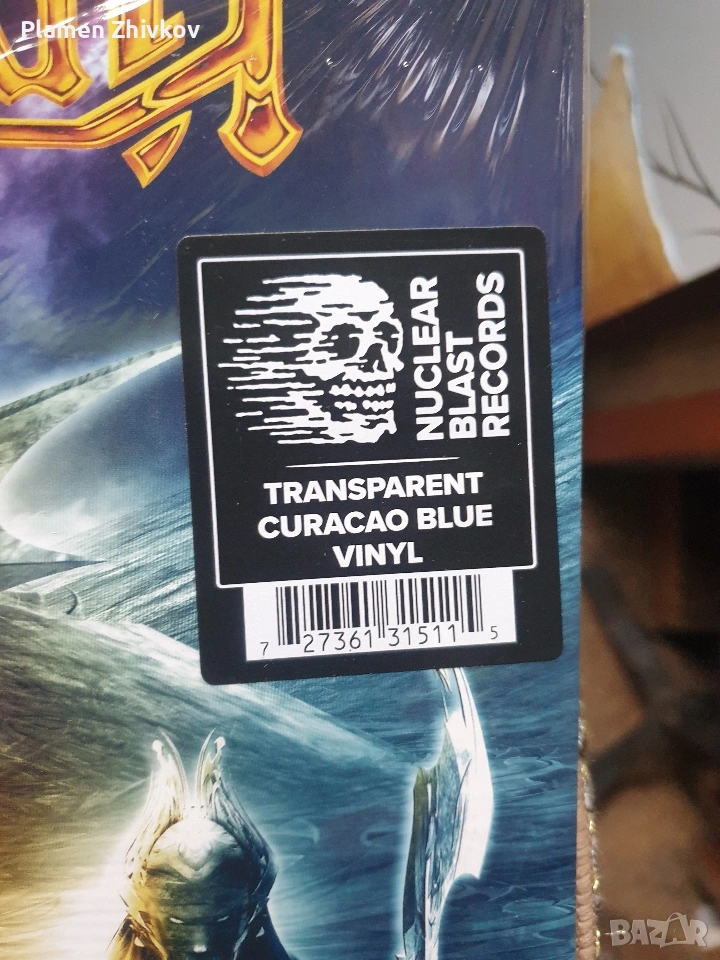 Plamen Zhivkov
NUCLEAR
BLAST
RECORDS
TRANSPARENT
CURACAO BLUE
VINYL
7 27361 31511 5
BAZAR